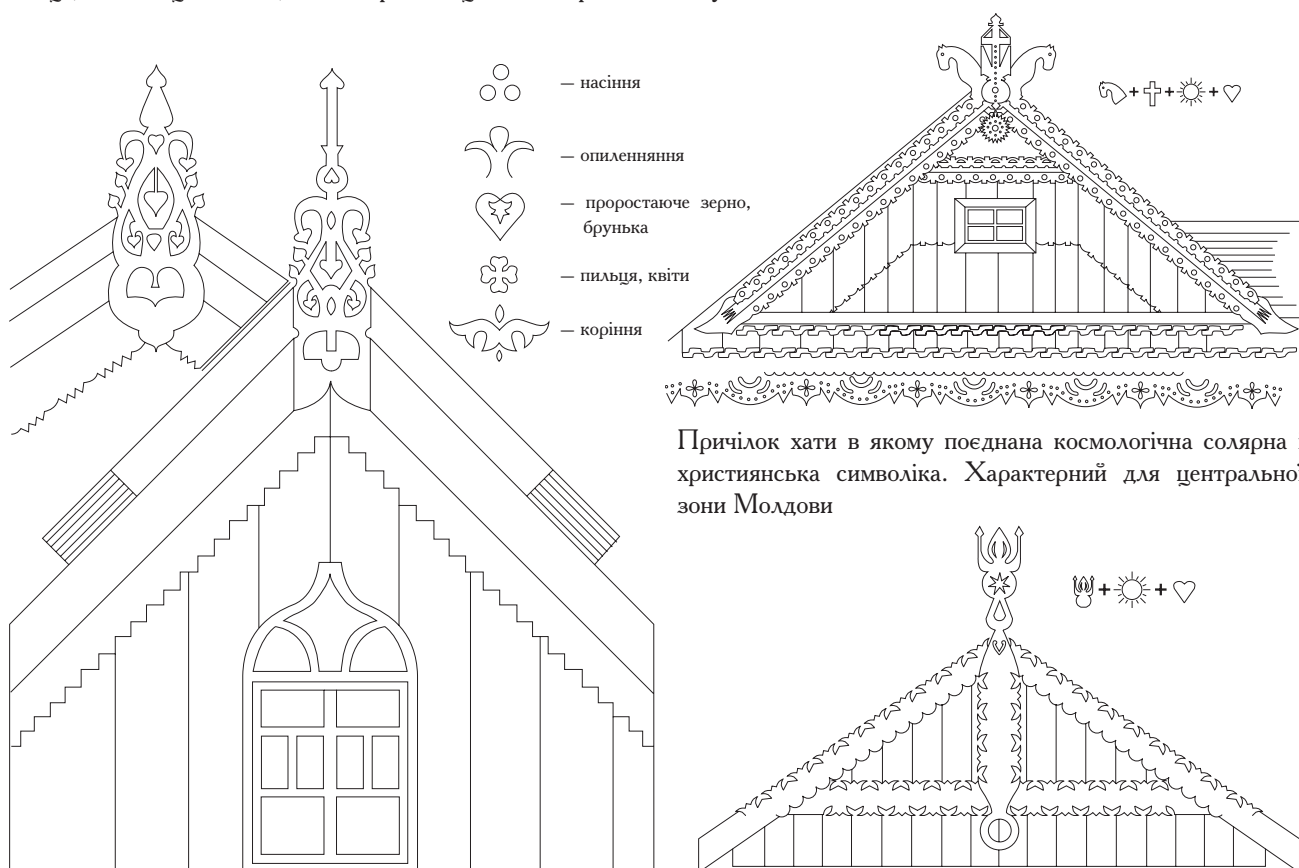 — насіння
— опиленняння
— проростаюче зерно,
брунька
— пильця, квіти
— коріння
Причілок хати в якому поєднана космологічна солярна
християнська символіка. Характерний для центральної
зони Молдови